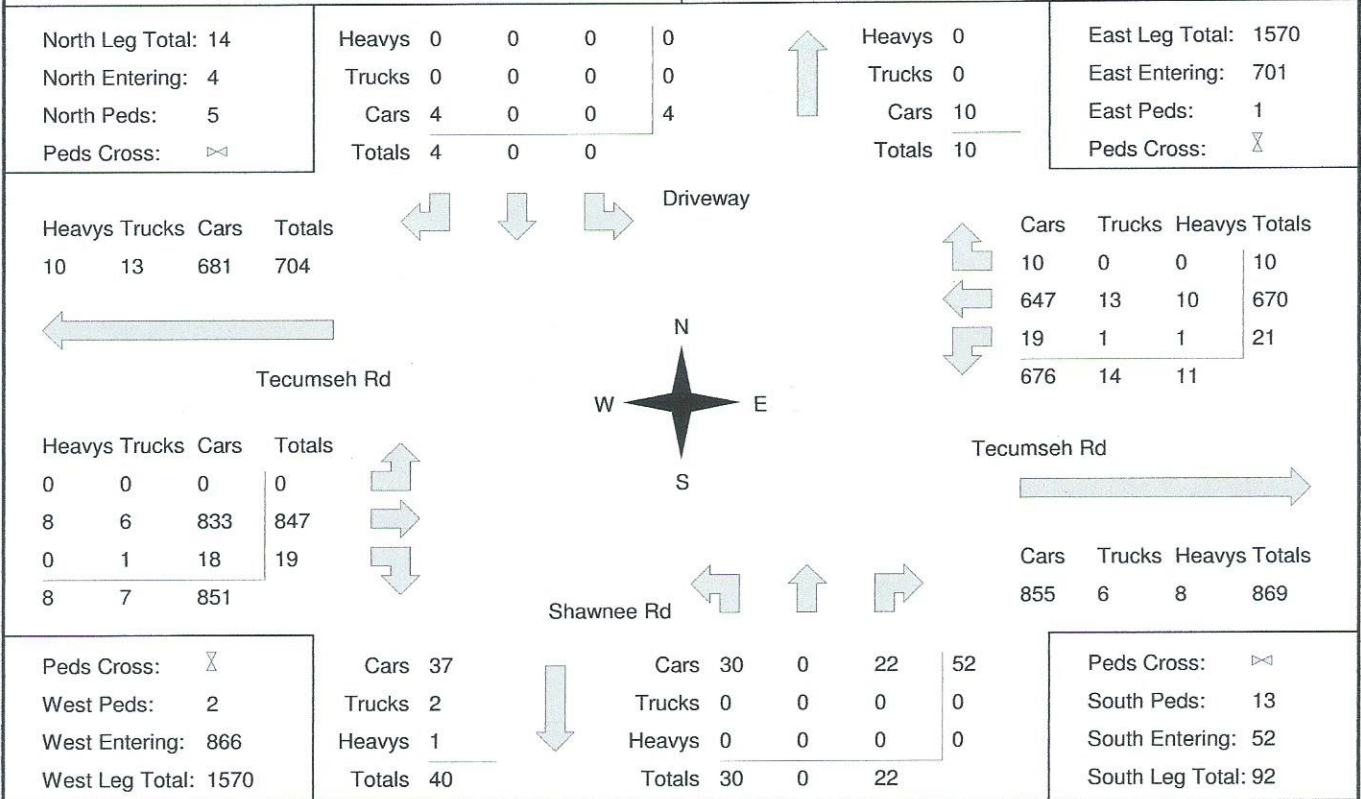 North Leg Total: 14
North Entering: 4
North Peds: 5
Peds Cross:
Heavys 0 0 0 0
Trucks 0 0 0 0
Cars 4 0 0 4
Totals 4 0 0
Heavys 0
Trucks 0
Cars 10
Totals 10
East Leg Total: 1570
East Entering: 701
East Peds: 1
Peds Cross:
Driveway
Heavys Trucks Cars Totals
10 13 681 704
Cars Trucks Heavys Totals
10 0 0 10
647 13 10 670
19 1 1 21
676 14 11
Tecumseh Rd
N
W E
S
Heavys Trucks Cars Totals
0 0 0 0
8 6 833 847
0 1 18 19
8 7 851
Tecumseh Rd
Cars Trucks Heavys Totals
855 6 8 869
Shawnee Rd
Peds Cross:
West Peds: 2
West Entering: 866
West Leg Total: 1570
Cars 37
Trucks 2
Heavys 1
Totals 40
Cars 30 0 22 52
Trucks 0 0 0 0
Heavys 0 0 0 0
Totals 30 0 22
Peds Cross:
South Peds: 13
South Entering: 52
South Leg Total: 92